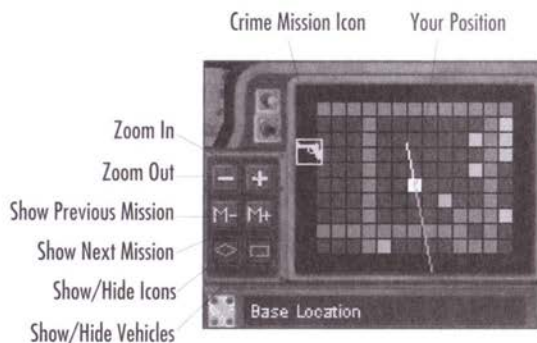 Crime Mission Icon
Your Position
Zoom In
Zoom Out
Show Previous Mission
Show Next Mission
Show/Hide Icons
Show/Hide Vehicles
− +
M- M+
Base Location